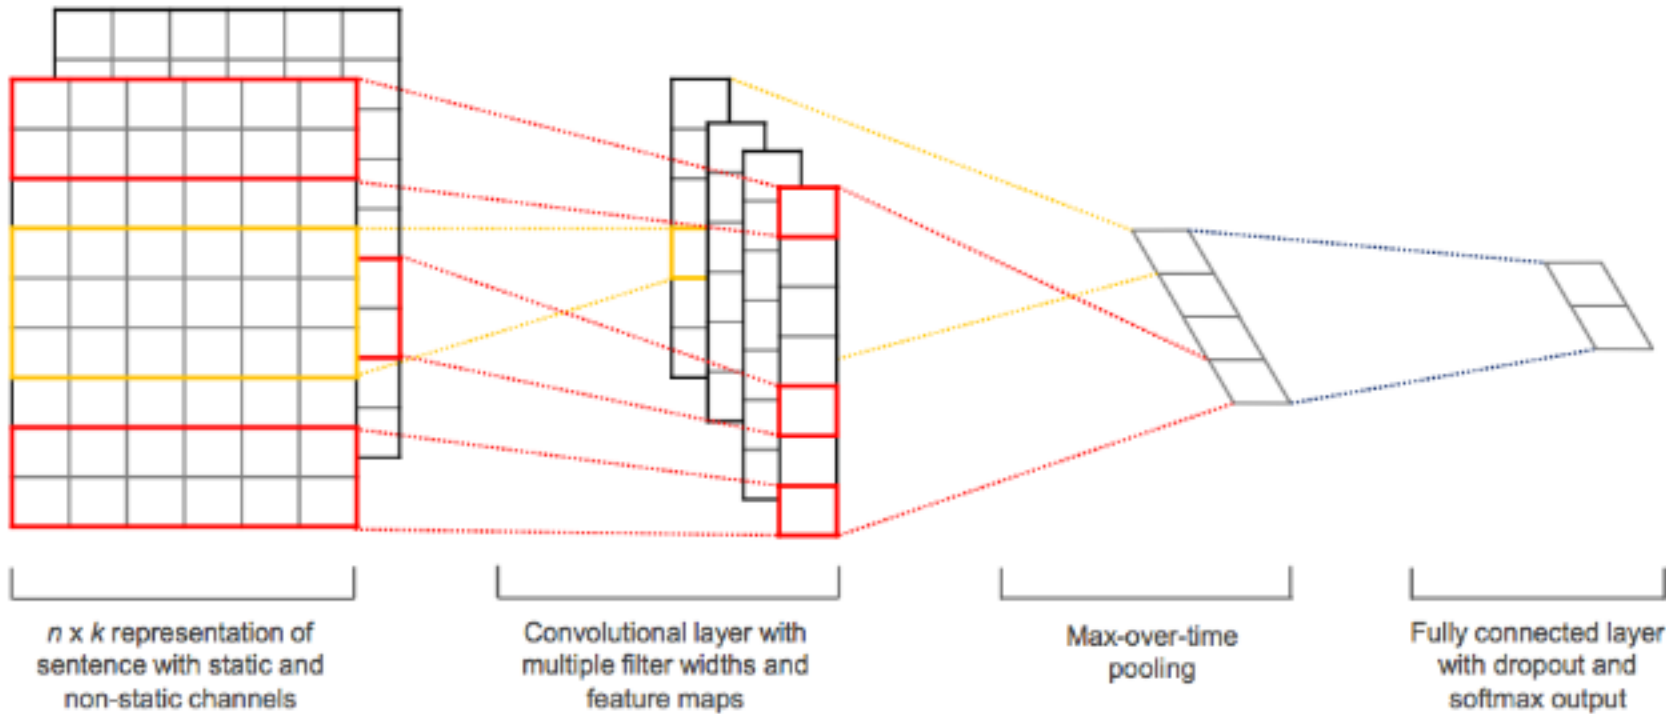 n x k representation of
sentence with static and
non-static channels
Convolutional layer with
multiple filter widths and
feature maps
Max-over-time
pooling
Fully connected layer
with dropout and
softmax output